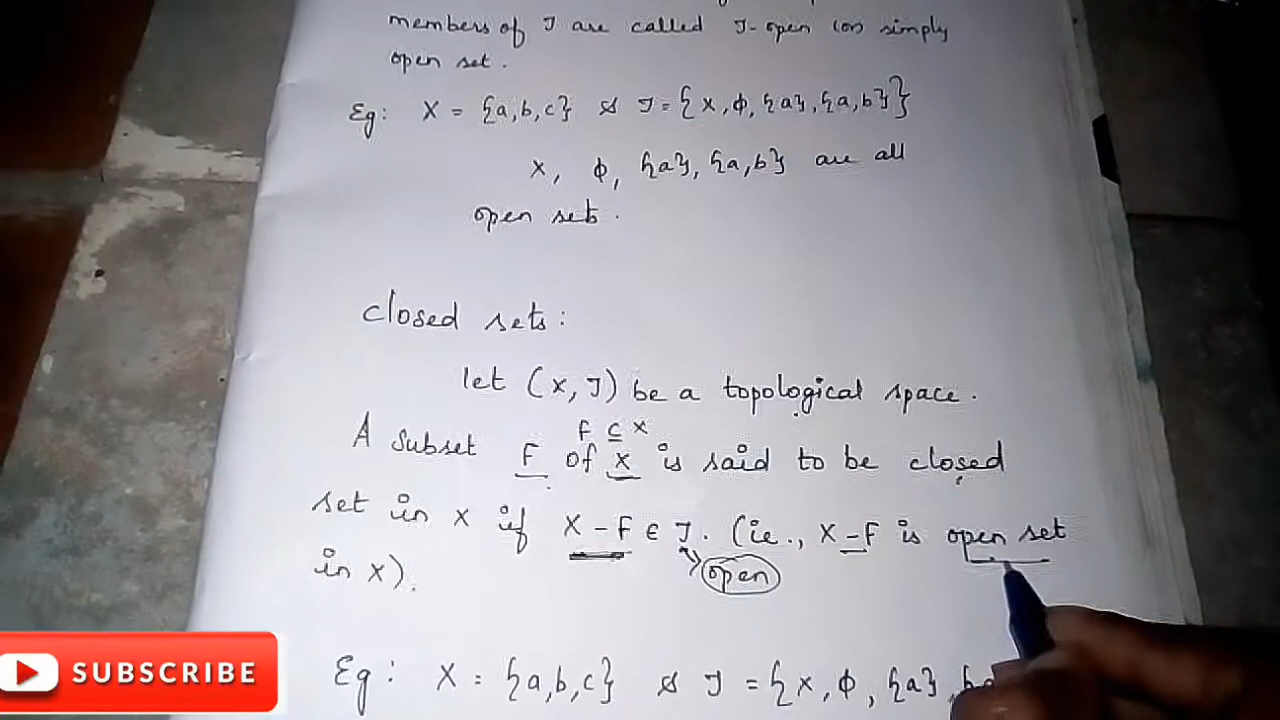 members of J are called J-open (or) simply
open set.
Eg: X = {a,b,c} & J = {X, φ, {a}, {a,b}}
X, φ, {a}, {a,b} are all
open sets.
closed sets:
let (X, J) be a topological space.
F ⊆ X
A subset F of X is said to be closed
set in X if X - F ∈ J. (ie., X - F is open set
open
in X).
Eg: X = {a,b,c} & J = {X, φ, {a},
SUBSCRIBE